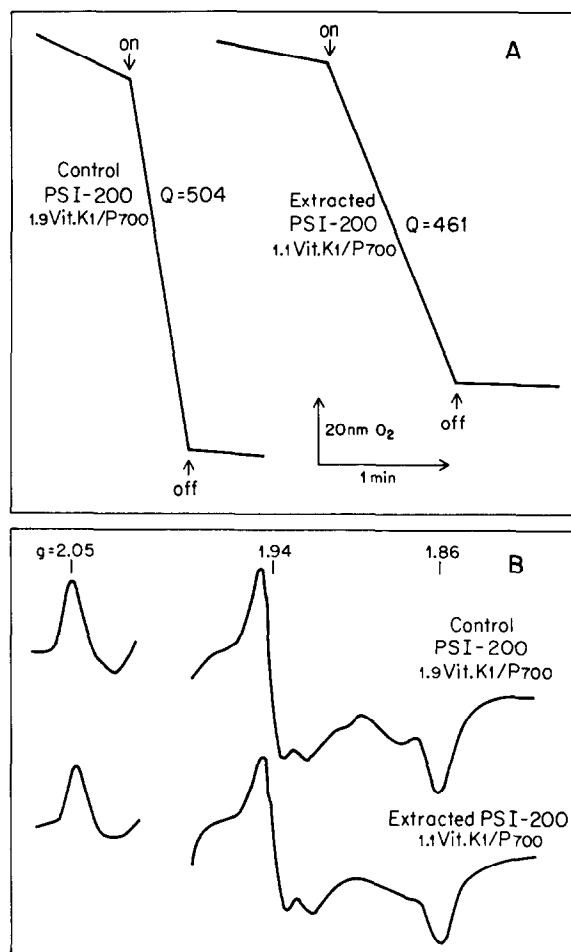 A
on
on
Control
PSI-200
1.9Vit.K1/P700
Q=504
Extracted
PSI-200
1.1Vit.K1/P700
Q=461
20nm O2
1min
off
off
B
g=2.05
1.94
1.86
Control
PSI-200
1.9Vit.K1/P700
Extracted PSI-200
1.1Vit.K1/P700